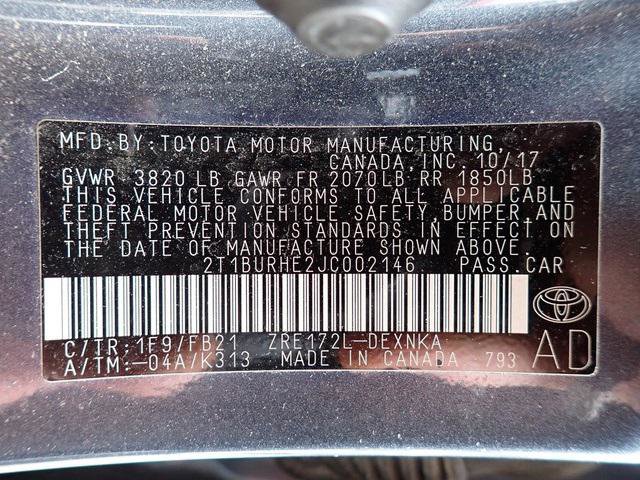 MFD. BY: TOYOTA MOTOR MANUFACTURING,
CANADA, INC. 10/17
GVWR 3820 LB GAWR FR 2070LB RR 1850LB
THIS VEHICLE CONFORMS TO ALL APPLICABLE
FEDERAL MOTOR VEHICLE SAFETY, BUMPER, AND
THEFT PREVENTION STANDARDS IN EFFECT ON
THE DATE OF MANUFACTURE SHOWN ABOVE.
2T1BURHE2JC002146 PASS. CAR
C/TR: 1F9/FB21 ZRE172L-DEXNKA
A/TM: -04A/K313 MADE IN CANADA 793
AD